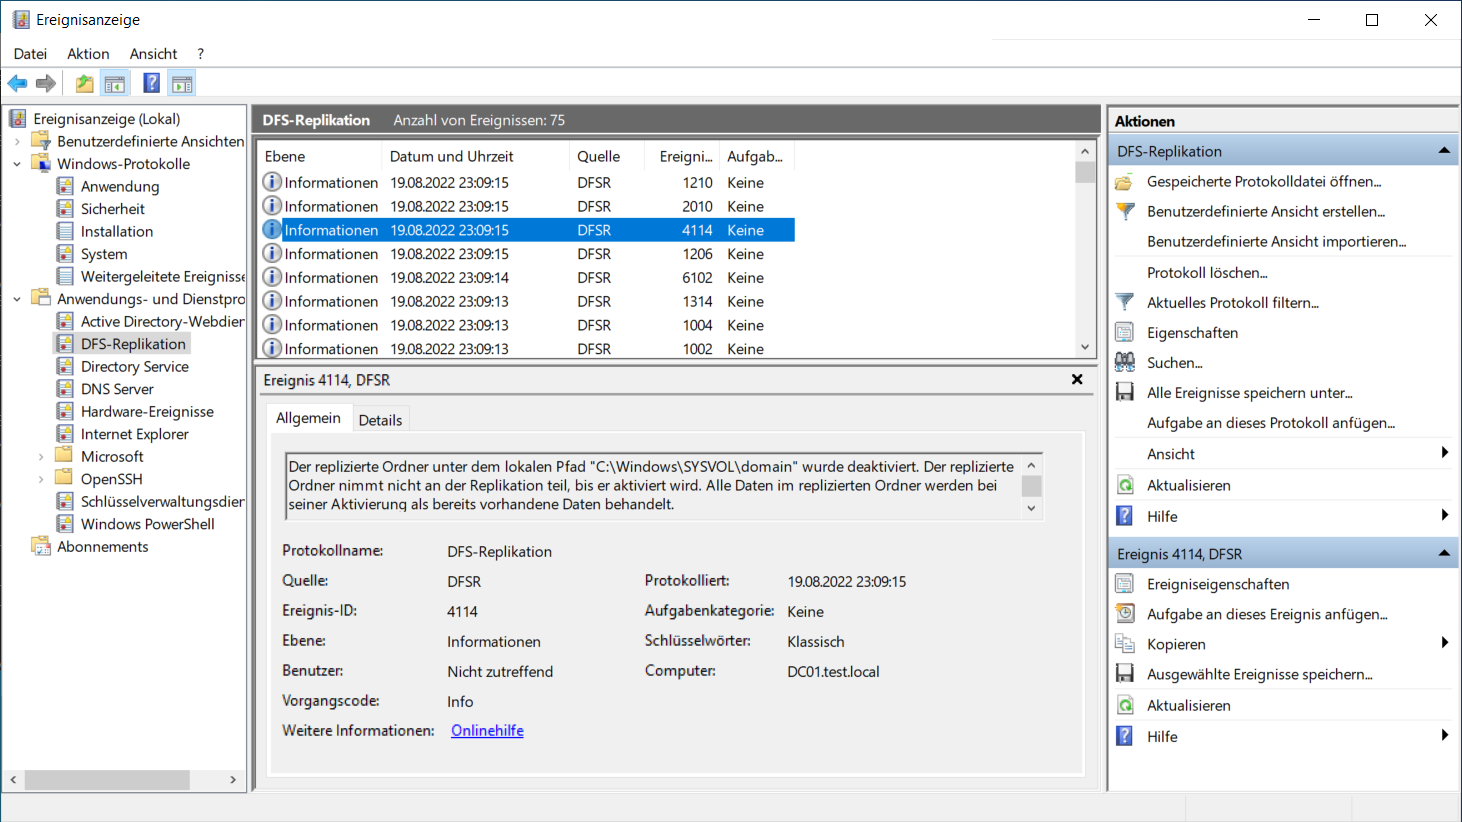 Ereignisanzeige
Datei Aktion Ansicht ?
Ereignisanzeige (Lokal)
Benutzerdefinierte Ansichten
Windows-Protokolle
Anwendung
Sicherheit
Installation
System
Weitergeleitete Ereignisse
Anwendungs- und Dienstpro
Active Directory-Webdien
DFS-Replikation
Directory Service
DNS Server
Hardware-Ereignisse
Internet Explorer
Microsoft
OpenSSH
Schlüsselverwaltungsdien
Windows PowerShell
Abonnements
DFS-Replikation Anzahl von Ereignissen: 75
Ebene Datum und Uhrzeit Quelle Ereigni... Aufgab...
Informationen 19.08.2022 23:09:15 DFSR 1210 Keine
Informationen 19.08.2022 23:09:15 DFSR 2010 Keine
Informationen 19.08.2022 23:09:15 DFSR 4114 Keine
Informationen 19.08.2022 23:09:15 DFSR 1206 Keine
Informationen 19.08.2022 23:09:14 DFSR 6102 Keine
Informationen 19.08.2022 23:09:13 DFSR 1314 Keine
Informationen 19.08.2022 23:09:13 DFSR 1004 Keine
Informationen 19.08.2022 23:09:13 DFSR 1002 Keine
Ereignis 4114, DFSR
Allgemein Details
Der replizierte Ordner unter dem lokalen Pfad "C:\Windows\SYSVOL\domain" wurde deaktiviert. Der replizierte
Ordner nimmt nicht an der Replikation teil, bis er aktiviert wird. Alle Daten im replizierten Ordner werden bei
seiner Aktivierung als bereits vorhandene Daten behandelt.
Protokollname: DFS-Replikation
Quelle: DFSR Protokolliert: 19.08.2022 23:09:15
Ereignis-ID: 4114 Aufgabenkategorie: Keine
Ebene: Informationen Schlüsselwörter: Klassisch
Benutzer: Nicht zutreffend Computer: DC01.test.local
Vorgangscode: Info
Weitere Informationen: Onlinehilfe
Aktionen
DFS-Replikation
Gespeicherte Protokolldatei öffnen...
Benutzerdefinierte Ansicht erstellen...
Benutzerdefinierte Ansicht importieren...
Protokoll löschen...
Aktuelles Protokoll filtern...
Eigenschaften
Suchen...
Alle Ereignisse speichern unter...
Aufgabe an dieses Protokoll anfügen...
Ansicht
Aktualisieren
Hilfe
Ereignis 4114, DFSR
Ereigniseigenschaften
Aufgabe an dieses Ereignis anfügen...
Kopieren
Ausgewählte Ereignisse speichern...
Aktualisieren
Hilfe